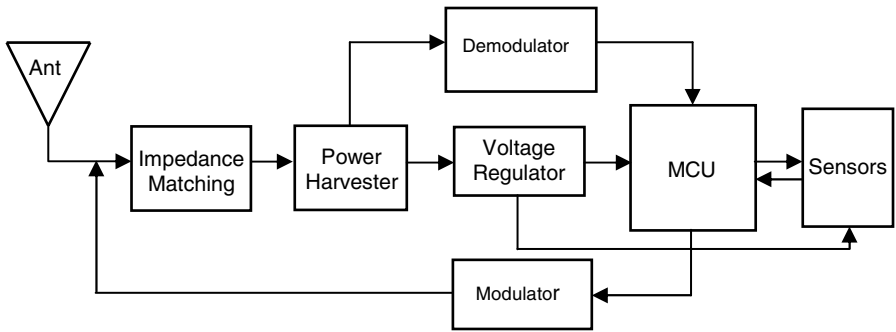 Ant
Demodulator
Impedance
Matching
Power
Harvester
Voltage
Regulator
MCU
Sensors
Modulator